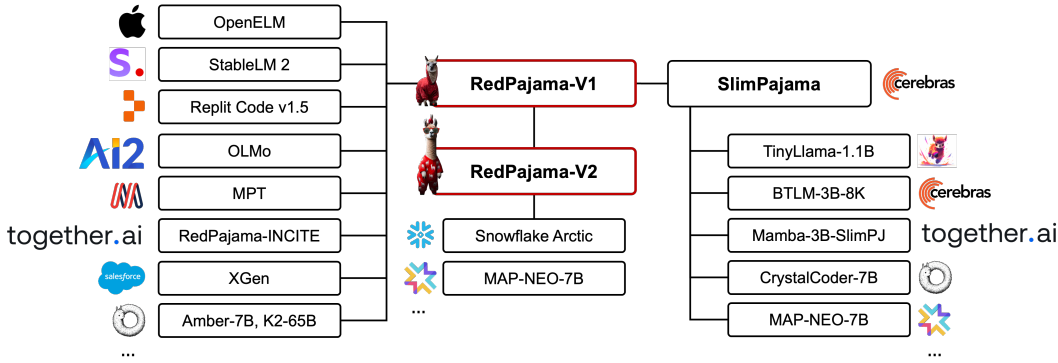 OpenELM
S.
StableLM 2
Replit Code v1.5
AI2
OLMo
MPT
together.ai
RedPajama-INCITE
salesforce
XGen
Amber-7B, K2-65B
...
RedPajama-V1
RedPajama-V2
Snowflake Arctic
MAP-NEO-7B
...
SlimPajama
cerebras
TinyLlama-1.1B
BTLM-3B-8K
cerebras
Mamba-3B-SlimPJ
together.ai
CrystalCoder-7B
MAP-NEO-7B
...